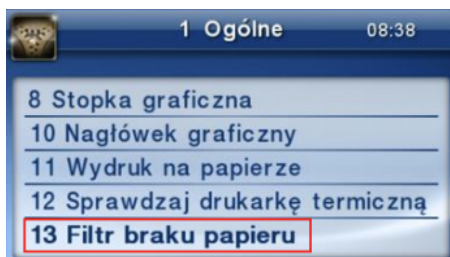 1 Ogólne 08:38
8 Stopka graficzna
10 Nagłówek graficzny
11 Wydruk na papierze
12 Sprawdzaj drukarkę termiczną
13 Filtr braku papieru